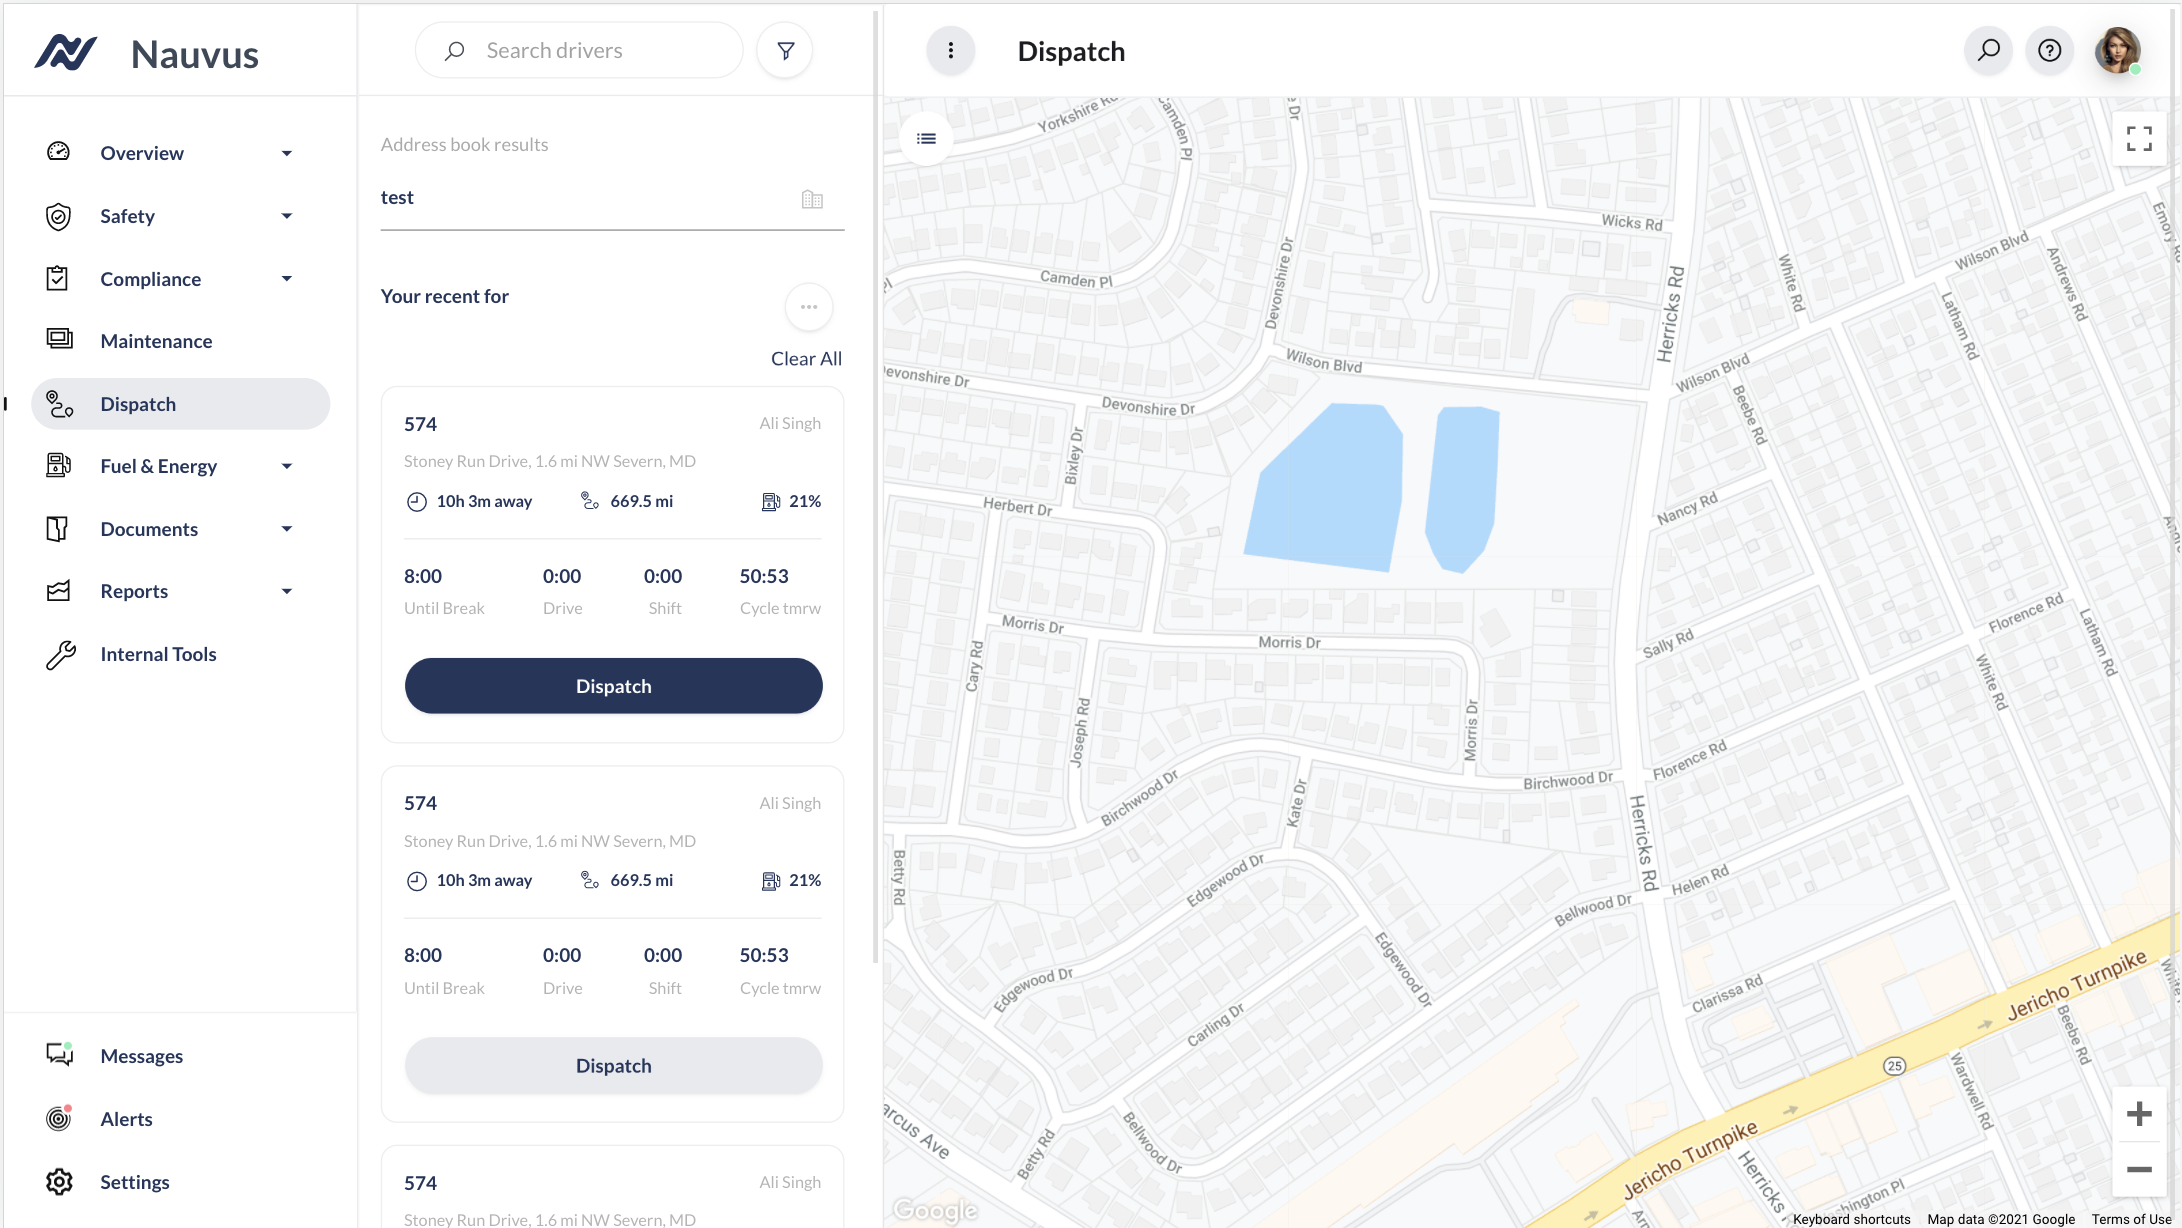 Nauvus
Search drivers
Dispatch
Overview
Safety
Compliance
Maintenance
Dispatch
Fuel & Energy
Documents
Reports
Internal Tools
Messages
Alerts
Settings
Address book results
test
Your recent for
Clear All
574
Ali Singh
Stoney Run Drive, 1.6 mi NW Severn, MD
10h 3m away 669.5 mi 21%
8:00 0:00 0:00 50:53
Until Break Drive Shift Cycle tmrw
Dispatch
574
Ali Singh
Stoney Run Drive, 1.6 mi NW Severn, MD
10h 3m away 669.5 mi 21%
8:00 0:00 0:00 50:53
Until Break Drive Shift Cycle tmrw
Dispatch
574
Ali Singh
Stoney Run Drive, 1.6 mi NW Severn, MD
Yorkshire Rd
Camden Pl
e Dr
Wicks Rd
Wilson Blvd
Emory
Andrews Rd
White Rd
Camden Pl
Devonshire Dr
Herricks Rd
Latham Rd
Wilson Blvd
Wilson Blvd
evonshire Dr
Devonshire Dr
Beebe Rd
Bixley Dr
Herbert Dr
Nancy Rd
Florence Rd
Latham Rd
Morris Dr
Morris Dr
Sally Rd
Cary Rd
White Rd
Joseph Rd
Morris Dr
Florence Rd
Birchwood Dr
Birchwood Dr
Kate Dr
Herricks Rd
Betty Rd
Edgewood Dr
Helen Rd
Bellwood Dr
Edgewood Dr
Edgewood Dr
Jericho Turnpike
Clarissa Rd
Carling Dr
Beebe Rd
25
Wardwell Rd
arcus Ave
Bellwood Dr
Betty Rd
Jericho Turnpike
Herricks
shington Pl
Google
Keyboard shortcuts Map data ©2021 Google Terms of Use